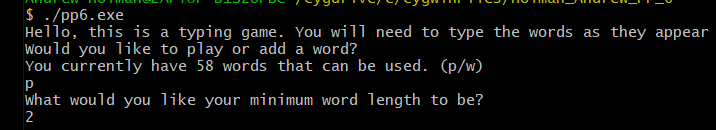 $ ./pp6.exe
Hello, this is a typing game. You will need to type the words as they appear
Would you like to play or add a word?
You currently have 58 words that can be used. (p/w)
p
What would you like your minimum word length to be?
2